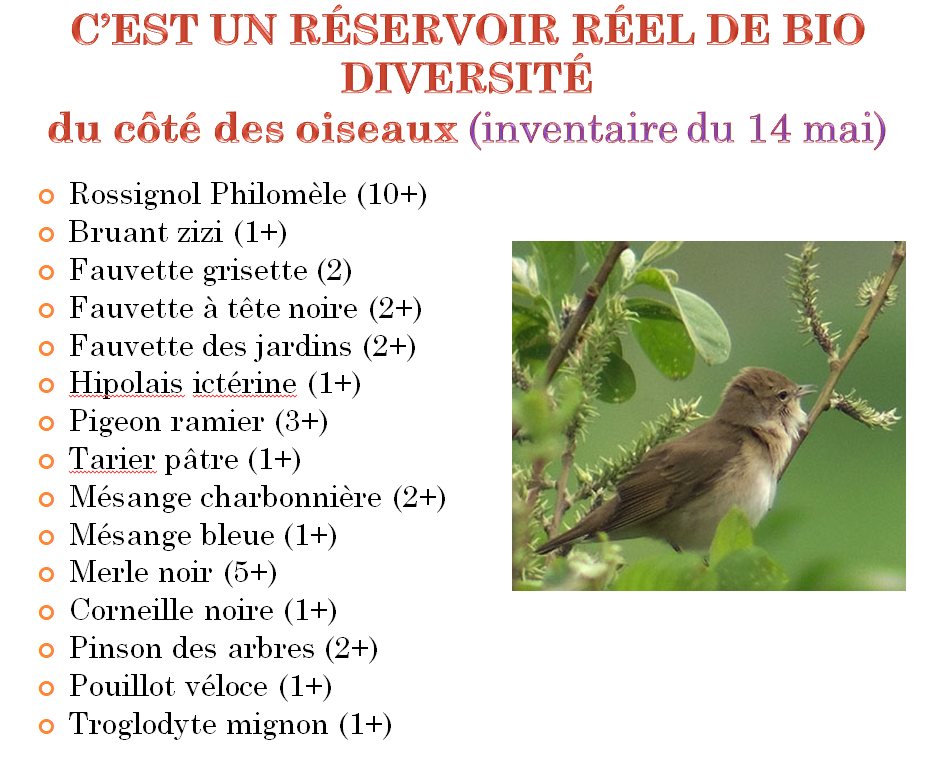 C’EST UN RÉSERVOIR RÉEL DE BIO
DIVERSITÉ
du côté des oiseaux (inventaire du 14 mai)
Rossignol Philomèle (10+)
Bruant zizi (1+)
Fauvette grisette (2)
Fauvette à tête noire (2+)
Fauvette des jardins (2+)
Hipolais ictérine (1+)
Pigeon ramier (3+)
Tarier pâtre (1+)
Mésange charbonnière (2+)
Mésange bleue (1+)
Merle noir (5+)
Corneille noire (1+)
Pinson des arbres (2+)
Pouillot véloce (1+)
Troglodyte mignon (1+)